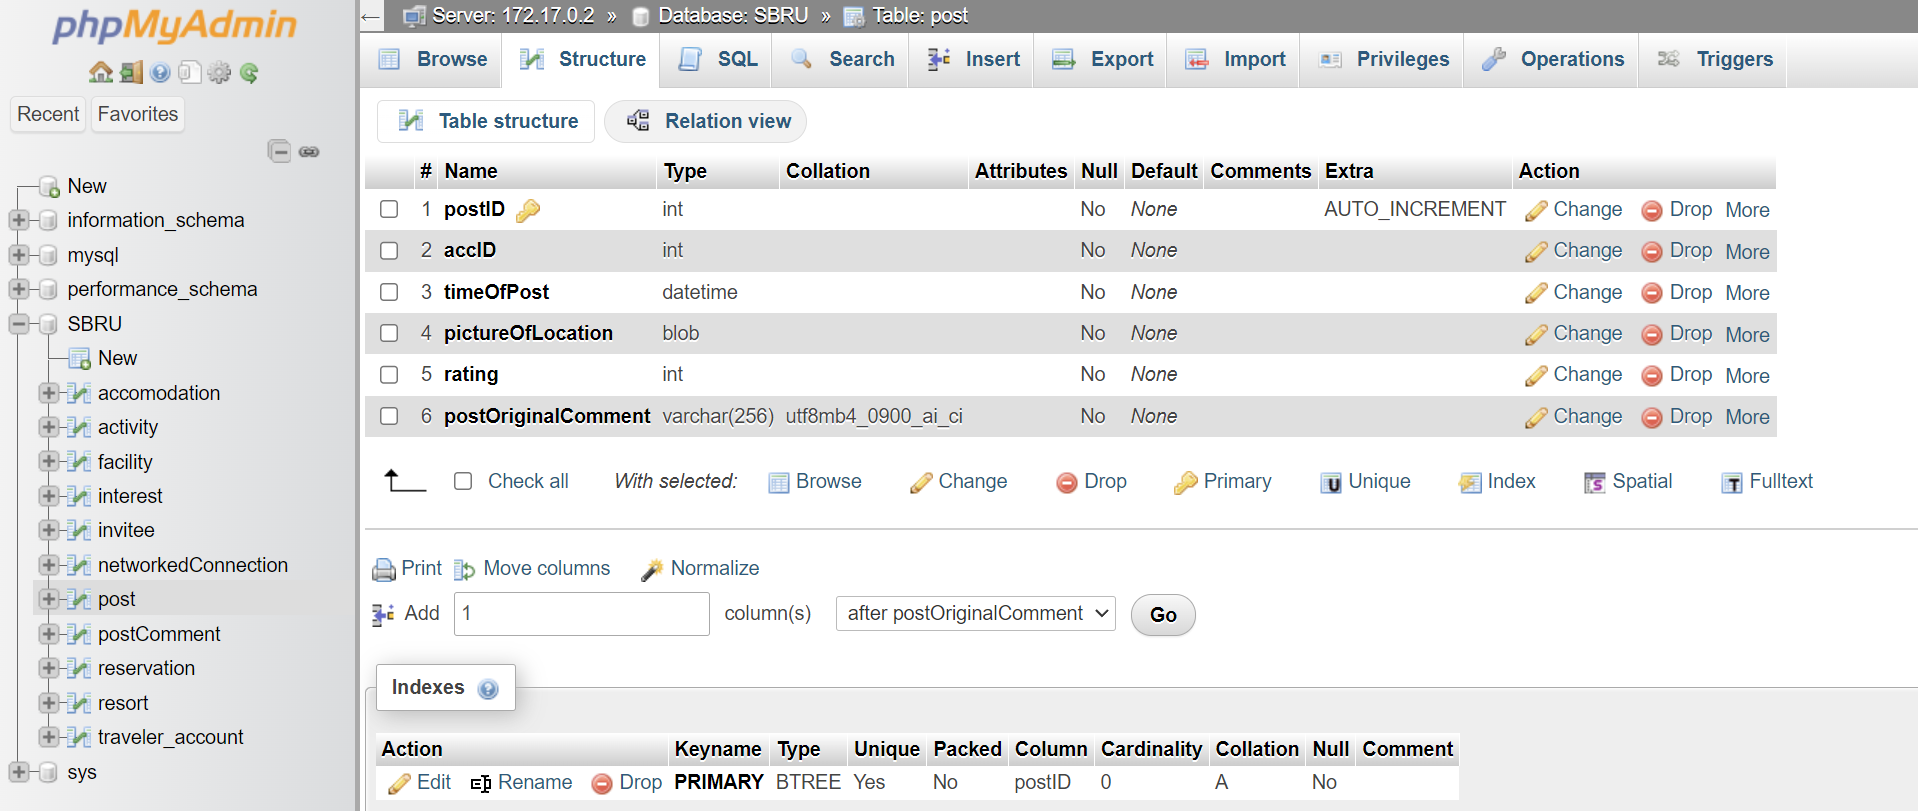 phpMyAdmin
Recent Favorites
New
information_schema
mysql
performance_schema
SBRU
New
accomodation
activity
facility
interest
invitee
networkedConnection
post
postComment
reservation
resort
traveler_account
sys
← Server: 172.17.0.2 » Database: SBRU » Table: post
Browse Structure SQL Search Insert Export Import Privileges Operations Triggers
Table structure Relation view
# Name Type Collation Attributes Null Default Comments Extra Action
1 postID int No None AUTO_INCREMENT Change Drop More
2 accID int No None Change Drop More
3 timeOfPost datetime No None Change Drop More
4 pictureOfLocation blob No None Change Drop More
5 rating int No None Change Drop More
6 postOriginalComment varchar(256) utf8mb4_0900_ai_ci No None Change Drop More
Check all With selected: Browse Change Drop Primary Unique Index Spatial Fulltext
Print Move columns Normalize
Add 1 column(s) after postOriginalComment Go
Indexes
Action Keyname Type Unique Packed Column Cardinality Collation Null Comment
Edit Rename Drop PRIMARY BTREE Yes No postID 0 A No